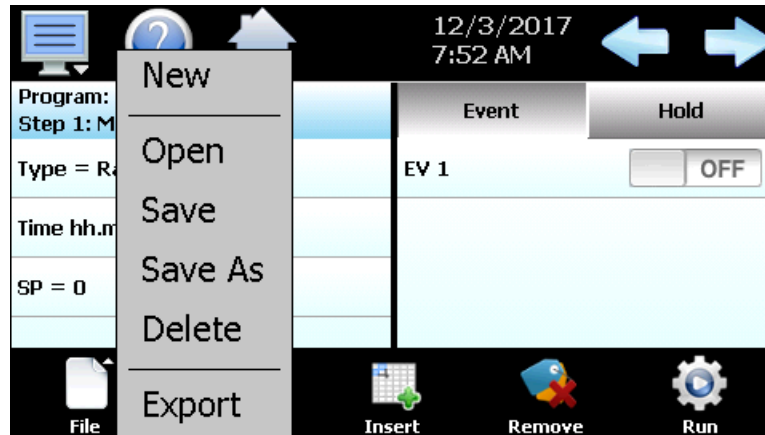 12/3/2017
7:52 AM
New
Open
Save
Save As
Delete
Export
Program:
Step 1: M
Type = Ra
Time hh.m
SP = 0
Event
Hold
EV 1
OFF
File
Insert
Remove
Run